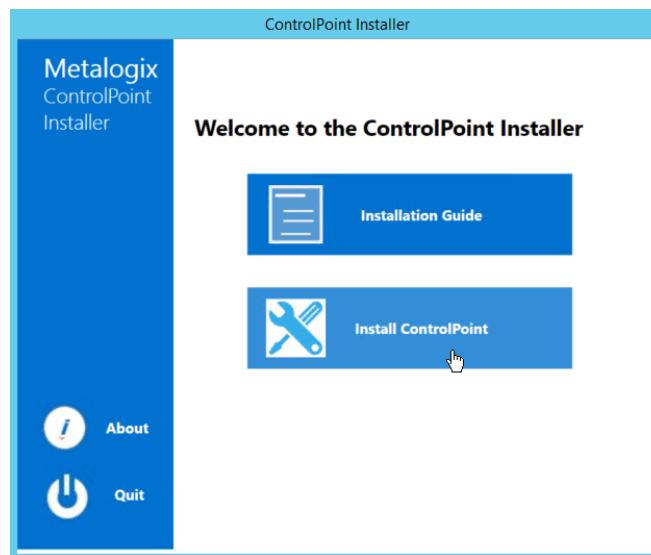 ControlPoint Installer
Metalogix
ControlPoint
Installer
Welcome to the ControlPoint Installer
Installation Guide
Install ControlPoint
About
Quit